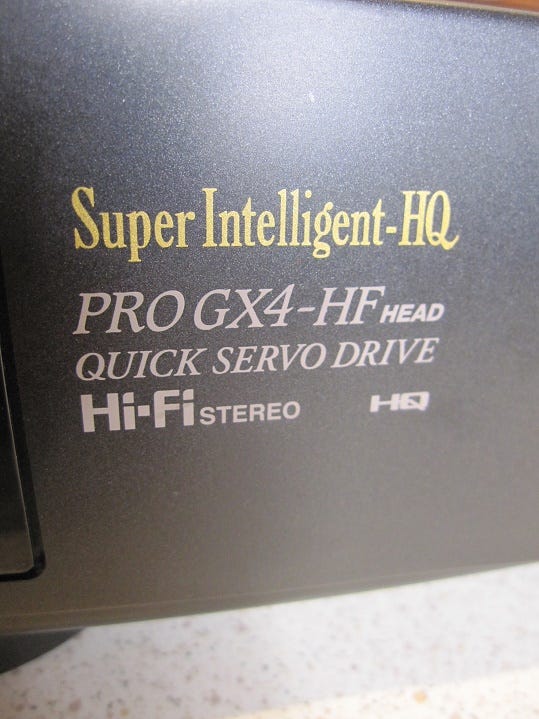 Super Intelligent-HQ
PRO GX4-HF HEAD
QUICK SERVO DRIVE
Hi-Fi STEREO HQ